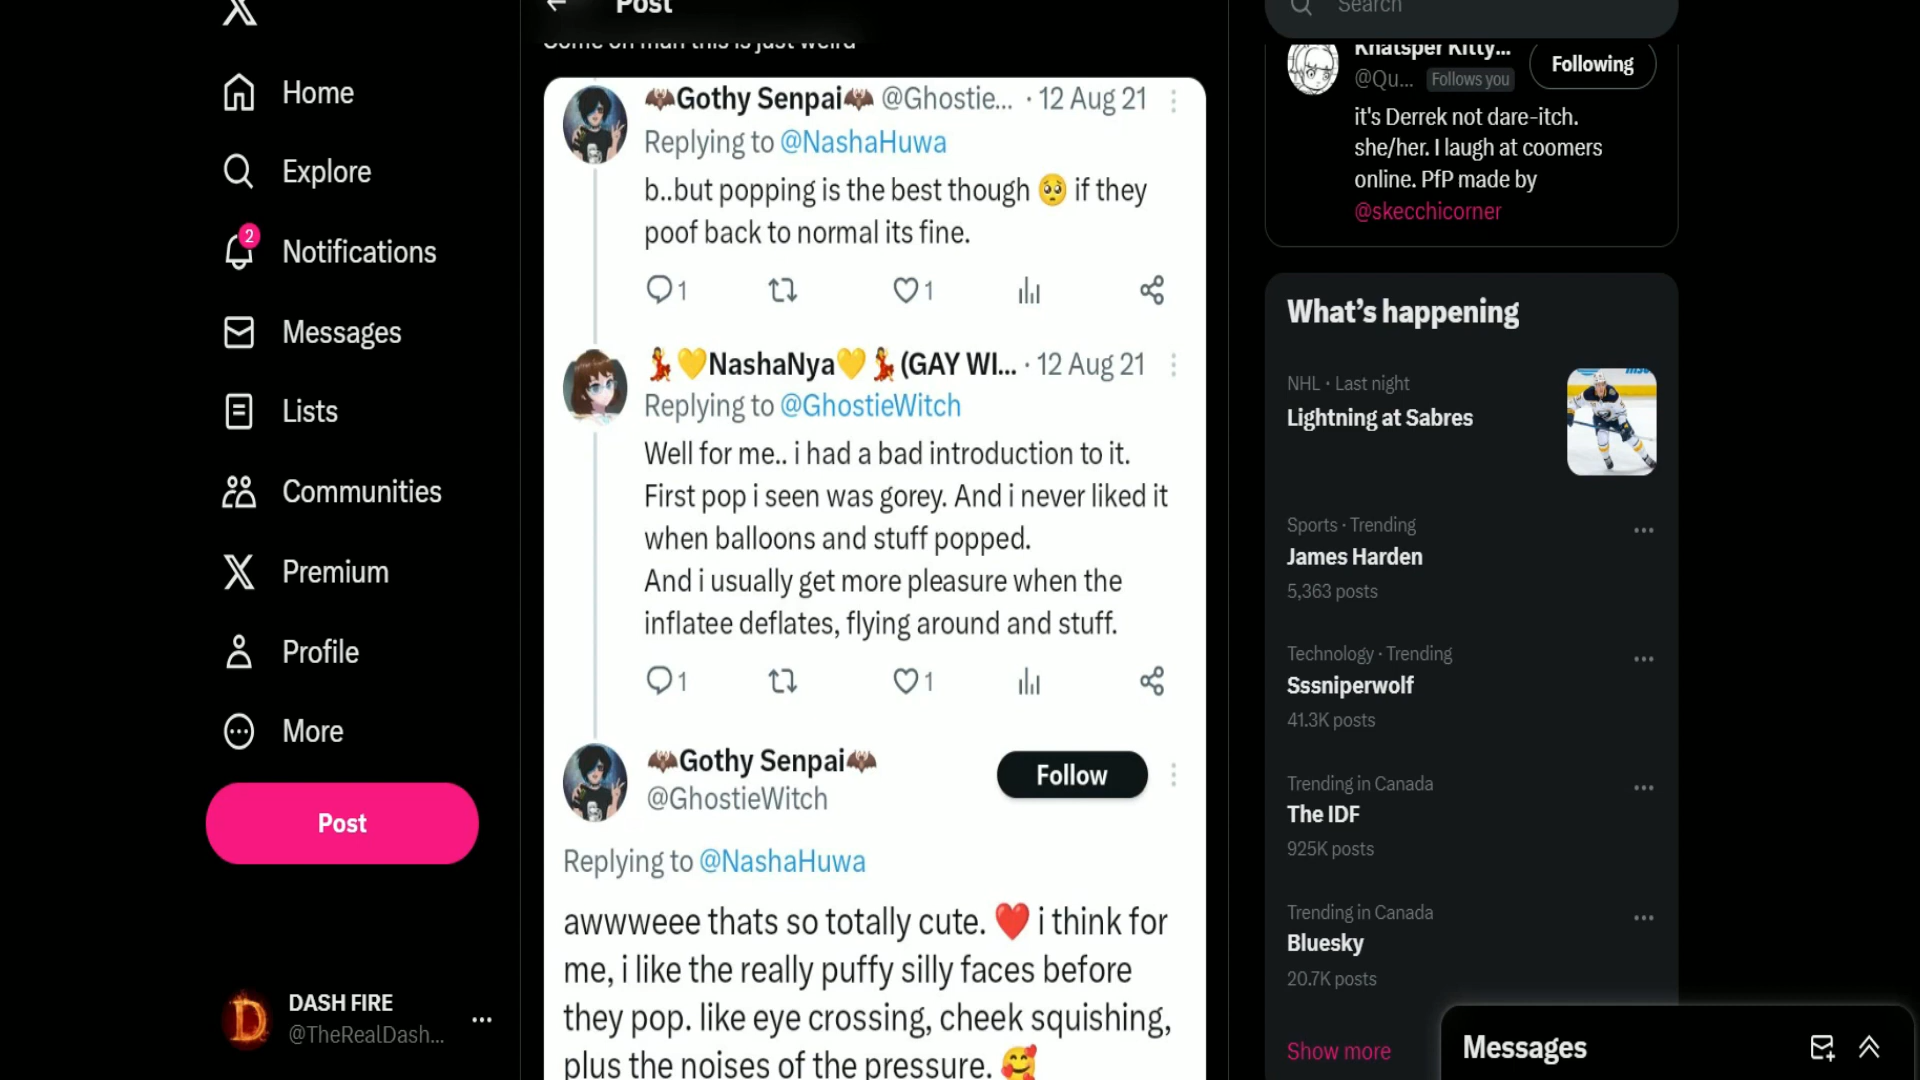 Post
Come on man this is just weird
Gothy Senpai @Ghostie... · 12 Aug 21
Replying to @NashaHuwa
b..but popping is the best though 🥺 if they
poof back to normal its fine.
1
1
💃💛NashaNya💛💃(GAY WI... · 12 Aug 21
Replying to @GhostieWitch
Well for me.. i had a bad introduction to it.
First pop i seen was gorey. And i never liked it
when balloons and stuff popped.
And i usually get more pleasure when the
inflatee deflates, flying around and stuff.
1
1
🦇Gothy Senpai🦇
@GhostieWitch
Follow
Replying to @NashaHuwa
awwweee thats so totally cute. ❤️ i think for
me, i like the really puffy silly faces before
they pop. like eye crossing, cheek squishing,
plus the noises of the pressure. 🥰
Home
Explore
2
Notifications
Messages
Lists
Communities
Premium
Profile
More
Post
DASH FIRE
@TheRealDash...
Search
Khatsper Kitty...
@Qu... Follows you
Following
it's Derrek not dare-itch.
she/her. I laugh at coomers
online. PfP made by
@skecchicorner
What's happening
NHL · Last night
Lightning at Sabres
Sports · Trending
James Harden
5,363 posts
Technology · Trending
Sssniperwolf
41.3K posts
Trending in Canada
The IDF
925K posts
Trending in Canada
Bluesky
20.7K posts
Show more
Messages